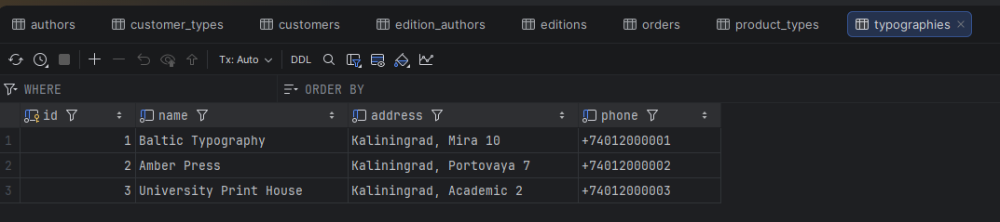 authors customer_types customers edition_authors editions orders product_types typographies
Tx: Auto DDL
WHERE ORDER BY
id name address phone
1 1 Baltic Typography Kaliningrad, Mira 10 +74012000001
2 2 Amber Press Kaliningrad, Portovaya 7 +74012000002
3 3 University Print House Kaliningrad, Academic 2 +74012000003